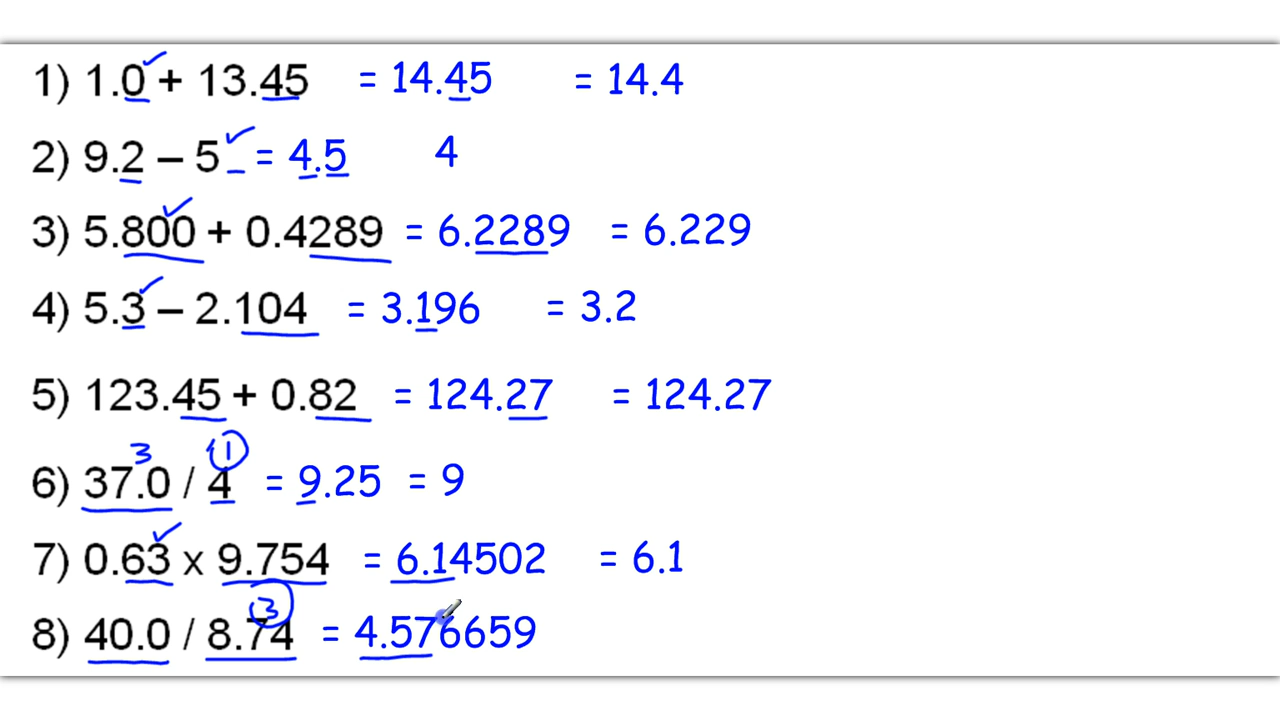 1) 1.0 + 13.45 = 14.45 = 14.4
2) 9.2 – 5 = 4.5 4
3) 5.800 + 0.4289 = 6.2289 = 6.229
4) 5.3 – 2.104 = 3.196 = 3.2
5) 123.45 + 0.82 = 124.27 = 124.27
3 1
6) 37.0 / 4 = 9.25 = 9
7) 0.63 x 9.754 = 6.14502 = 6.1
3
8) 40.0 / 8.74 = 4.576659